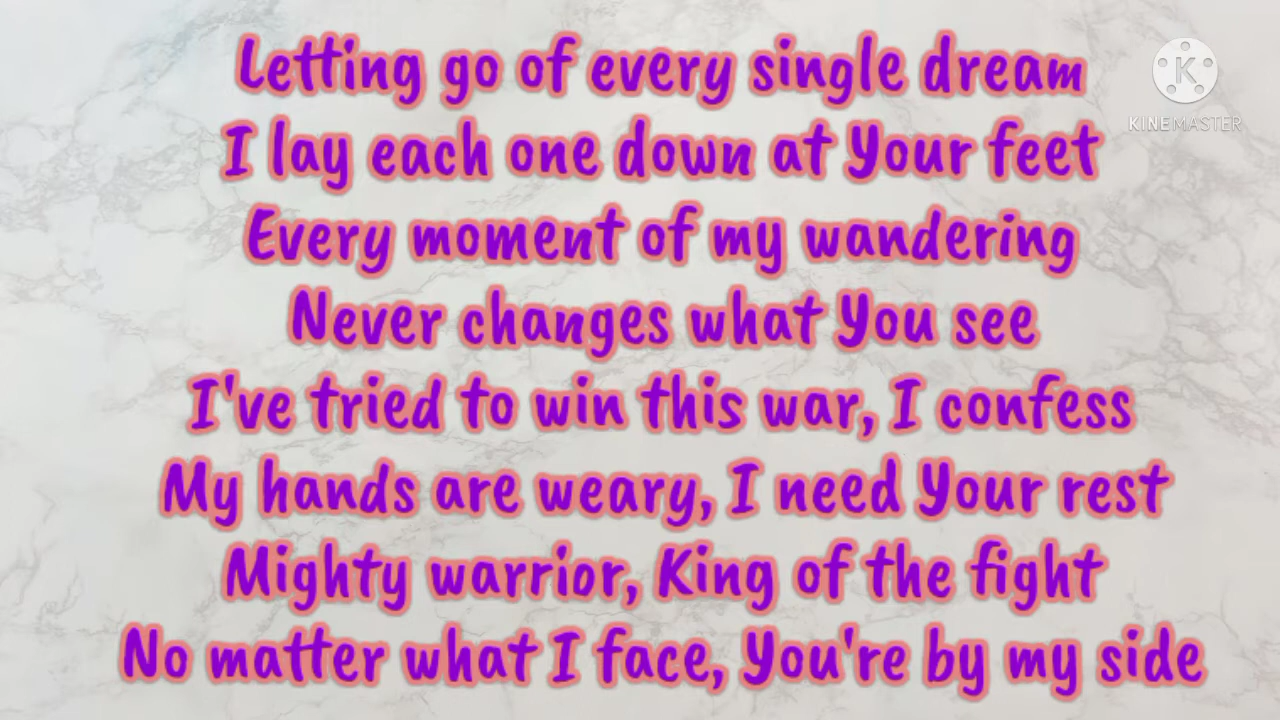 Letting go of every single dream
I lay each one down at Your feet
Every moment of my wandering
Never changes what You see
I've tried to win this war, I confess
My hands are weary, I need Your rest
Mighty warrior, King of the fight
No matter what I face, You're by my side
K
KINEMASTER